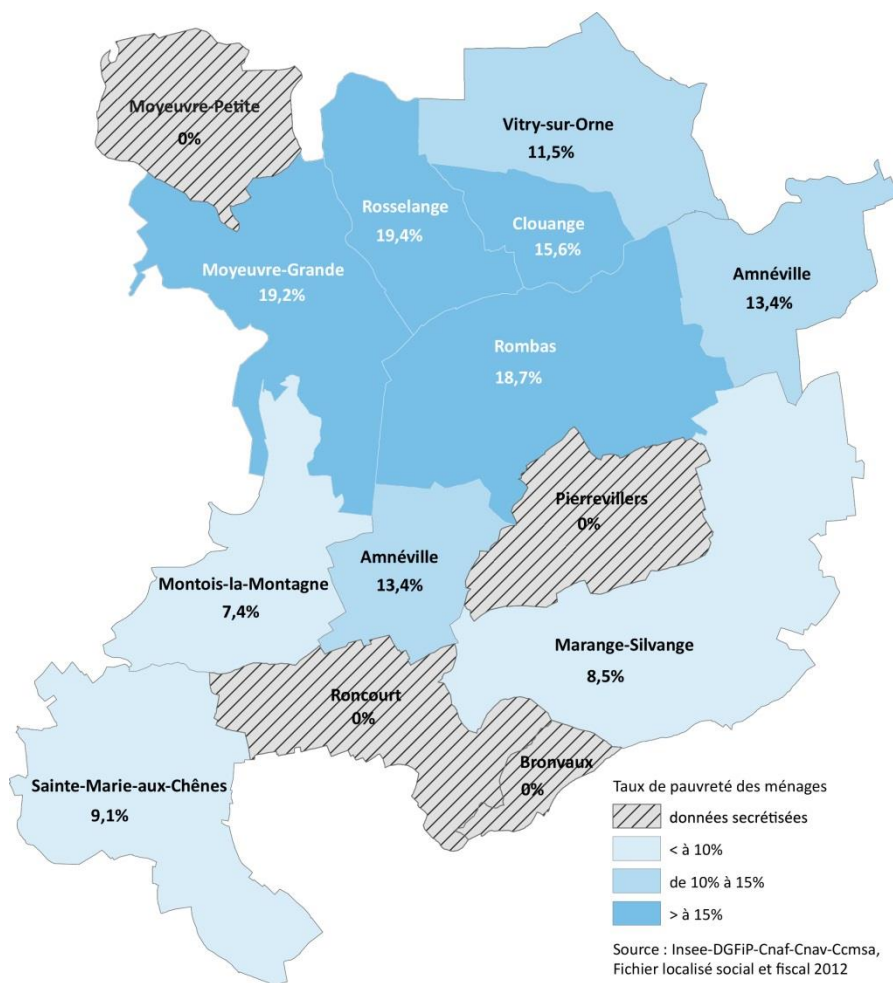 Moyeuvre-Petite
0%
Vitry-sur-Orne
11,5%
Rosselange
19,4%
Clouange
15,6%
Moyeuvre-Grande
19,2%
Amnéville
13,4%
Rombas
18,7%
Pierrevillers
0%
Amnéville
13,4%
Montois-la-Montagne
7,4%
Marange-Silvange
8,5%
Roncourt
0%
Bronvaux
0%
Sainte-Marie-aux-Chênes
9,1%
Taux de pauvreté des ménages
données secrétisées
< à 10%
de 10% à 15%
> à 15%
Source : Insee-DGFiP-Cnaf-Cnav-Ccmsa,
Fichier localisé social et fiscal 2012